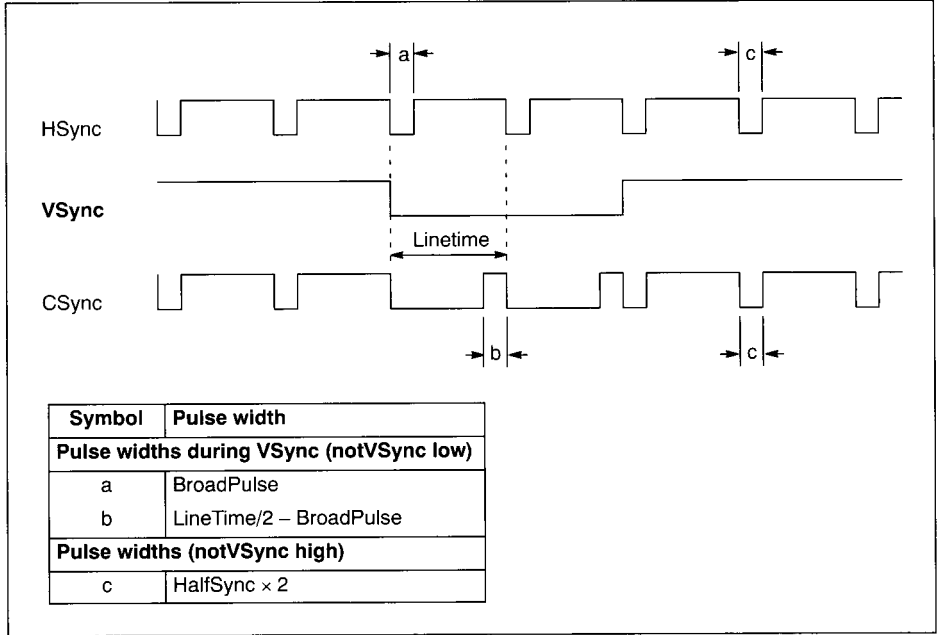 a
c
HSync
VSync
Linetime
CSync
b
c
Symbol Pulse width
Pulse widths during VSync (notVSync low)
a BroadPulse
b LineTime/2 – BroadPulse
Pulse widths (notVSync high)
c HalfSync × 2